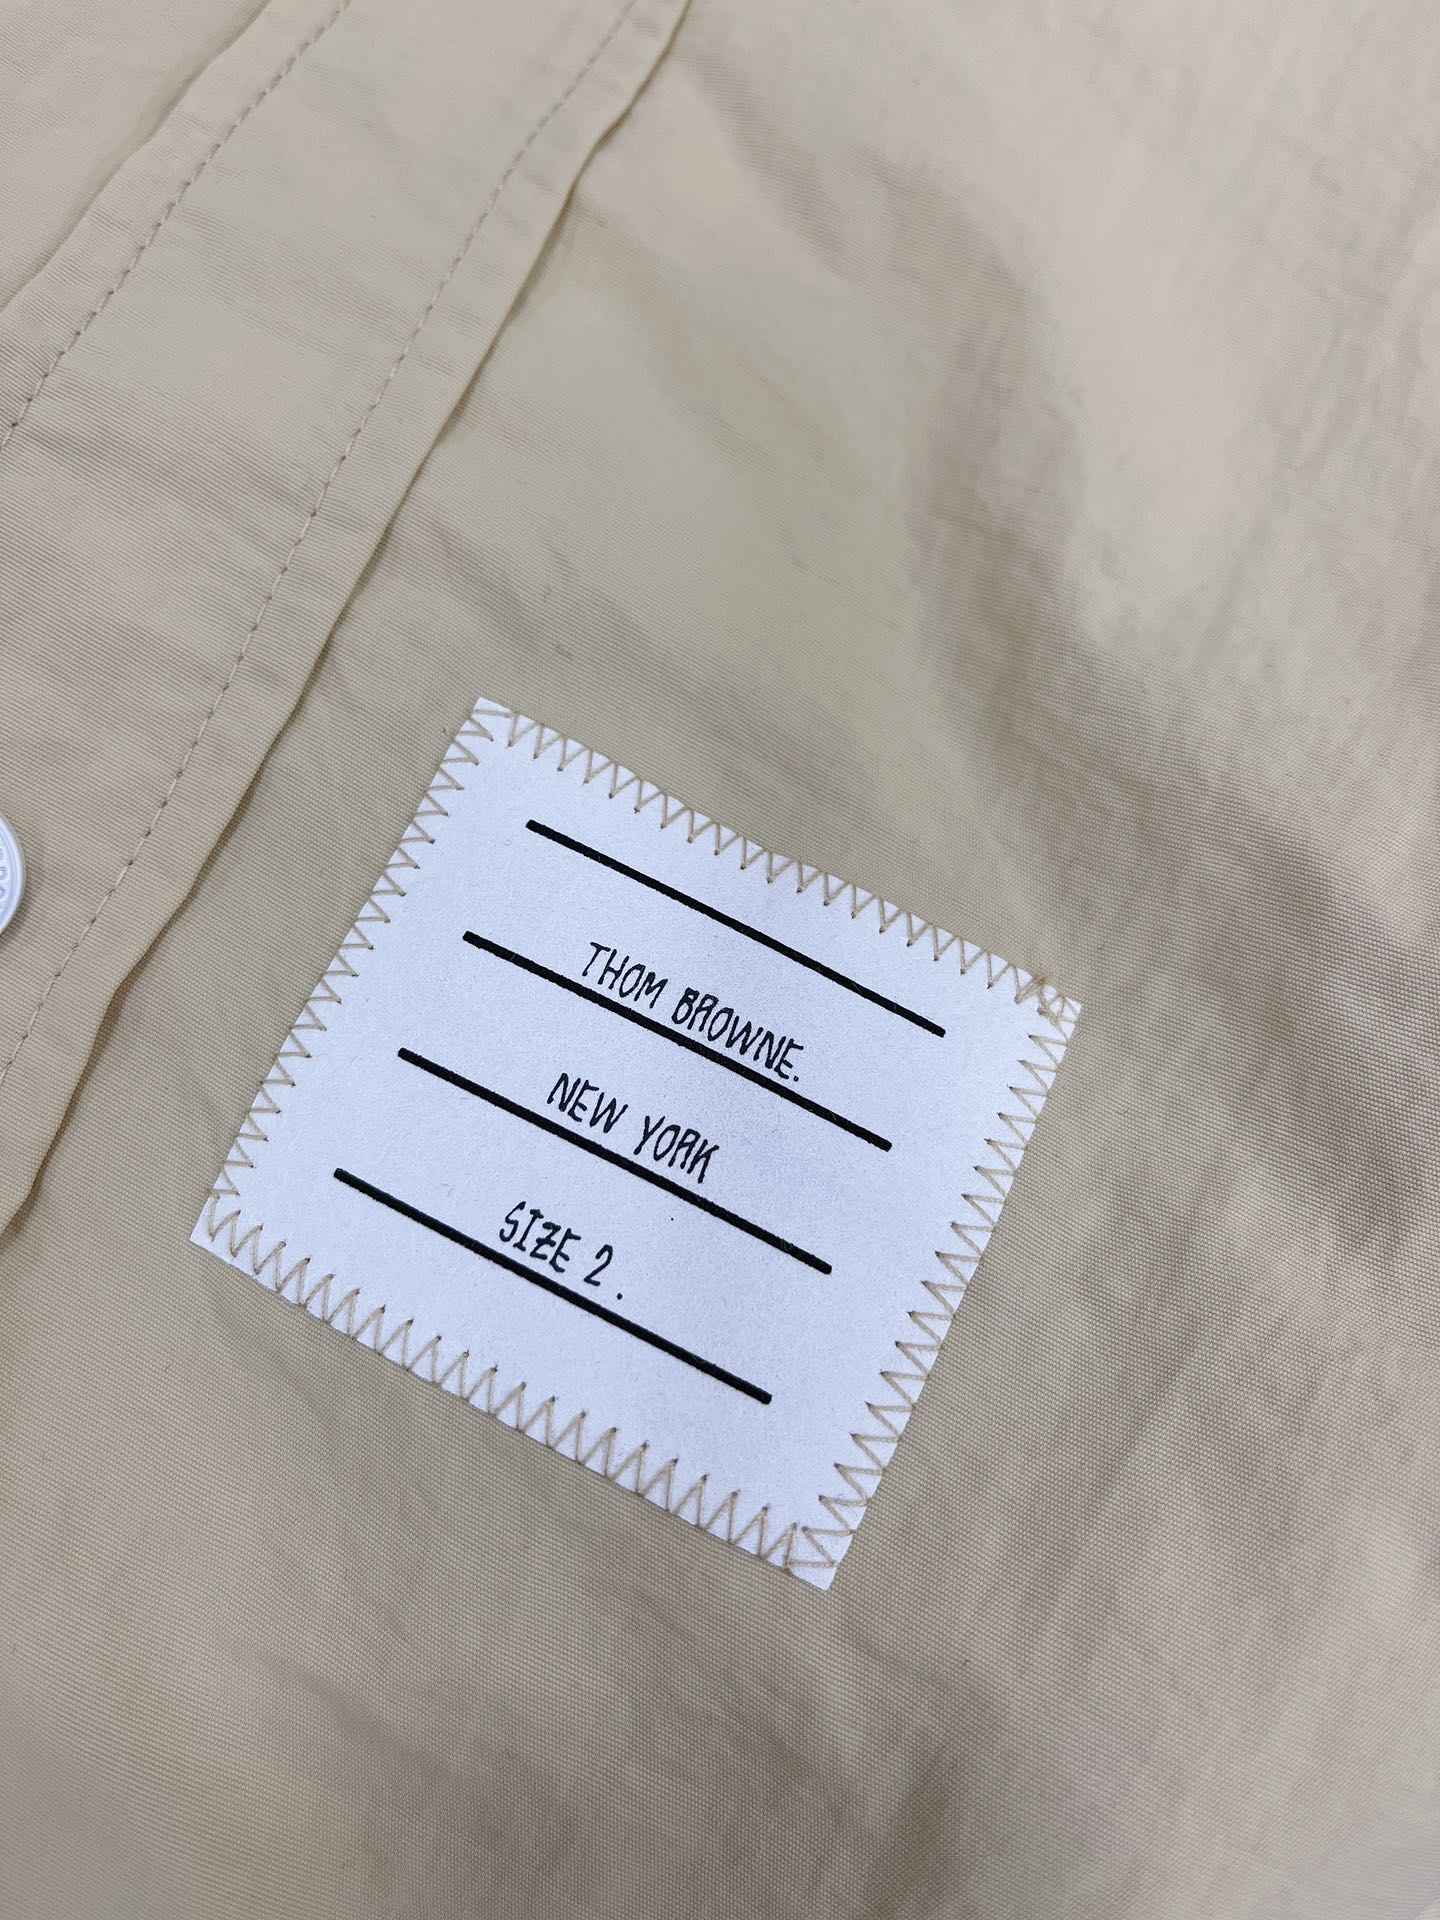 THOM BROWNE.
NEW YORK
SIZE 2.